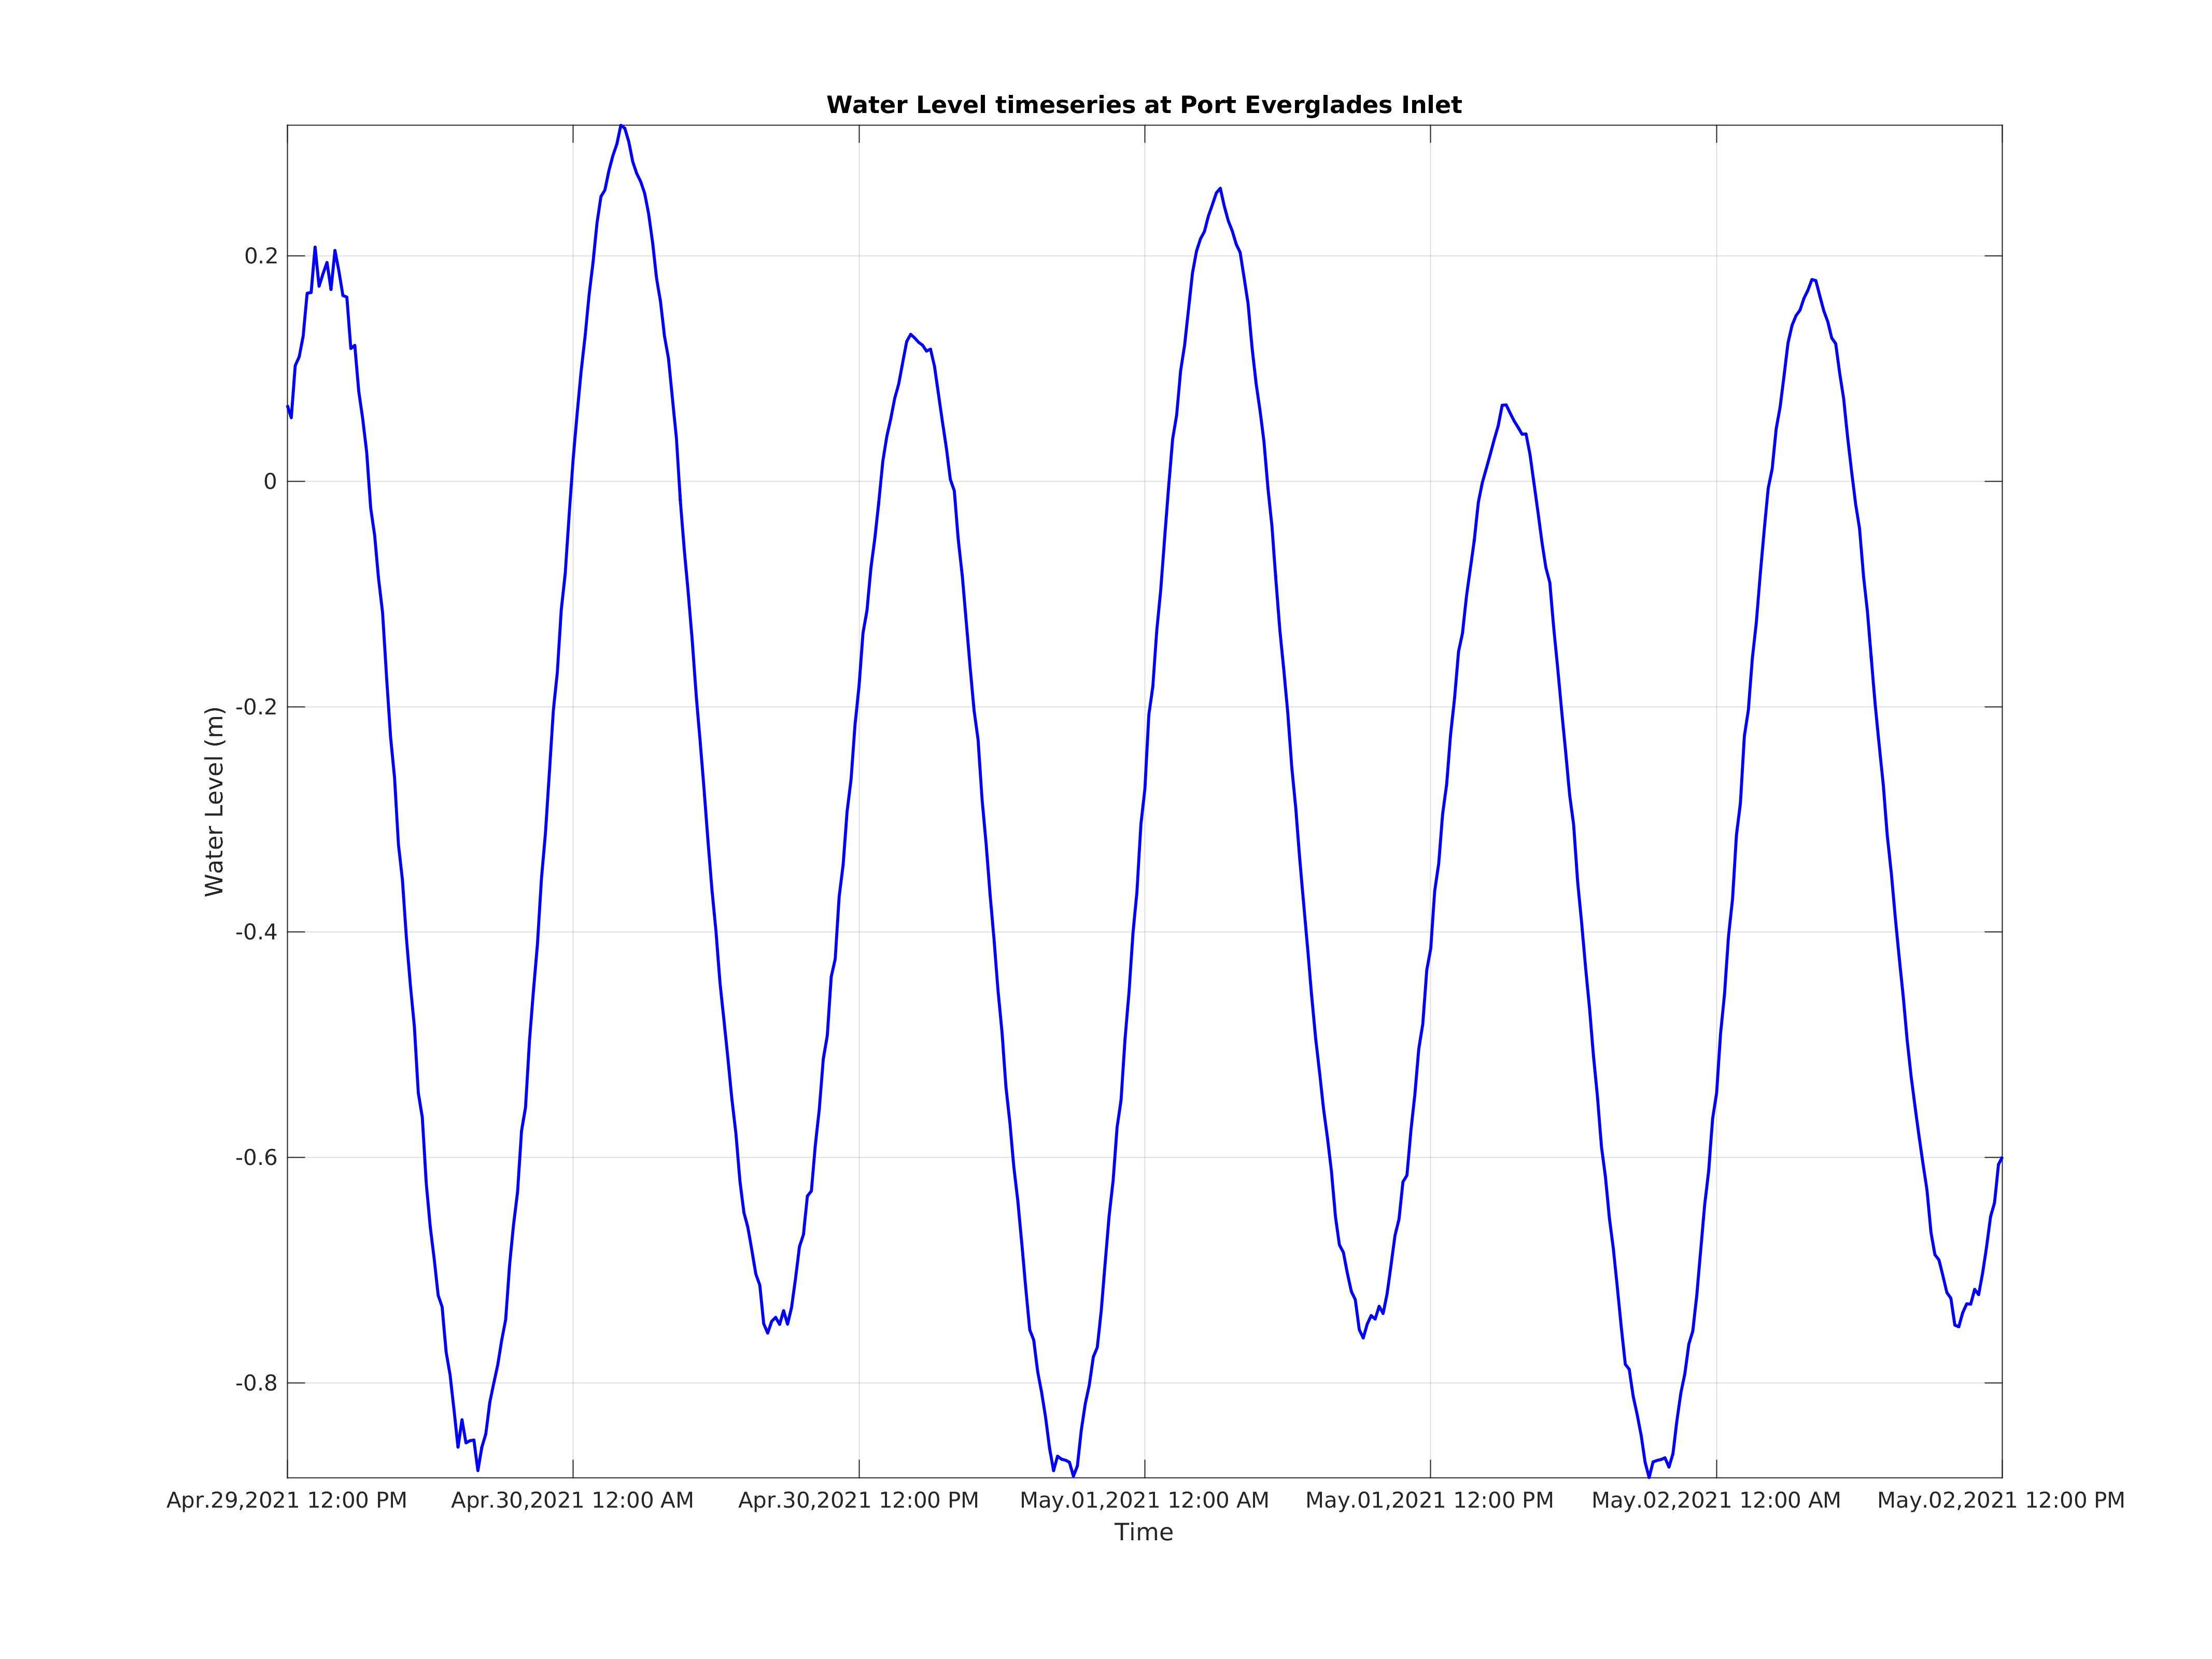 Water Level timeseries at Port Everglades Inlet
0.2
0
-0.2
-0.4
-0.6
-0.8
Water Level (m)
Apr.29,2021 12:00 PM
Apr.30,2021 12:00 AM
Apr.30,2021 12:00 PM
May.01,2021 12:00 AM
May.01,2021 12:00 PM
May.02,2021 12:00 AM
May.02,2021 12:00 PM
Time